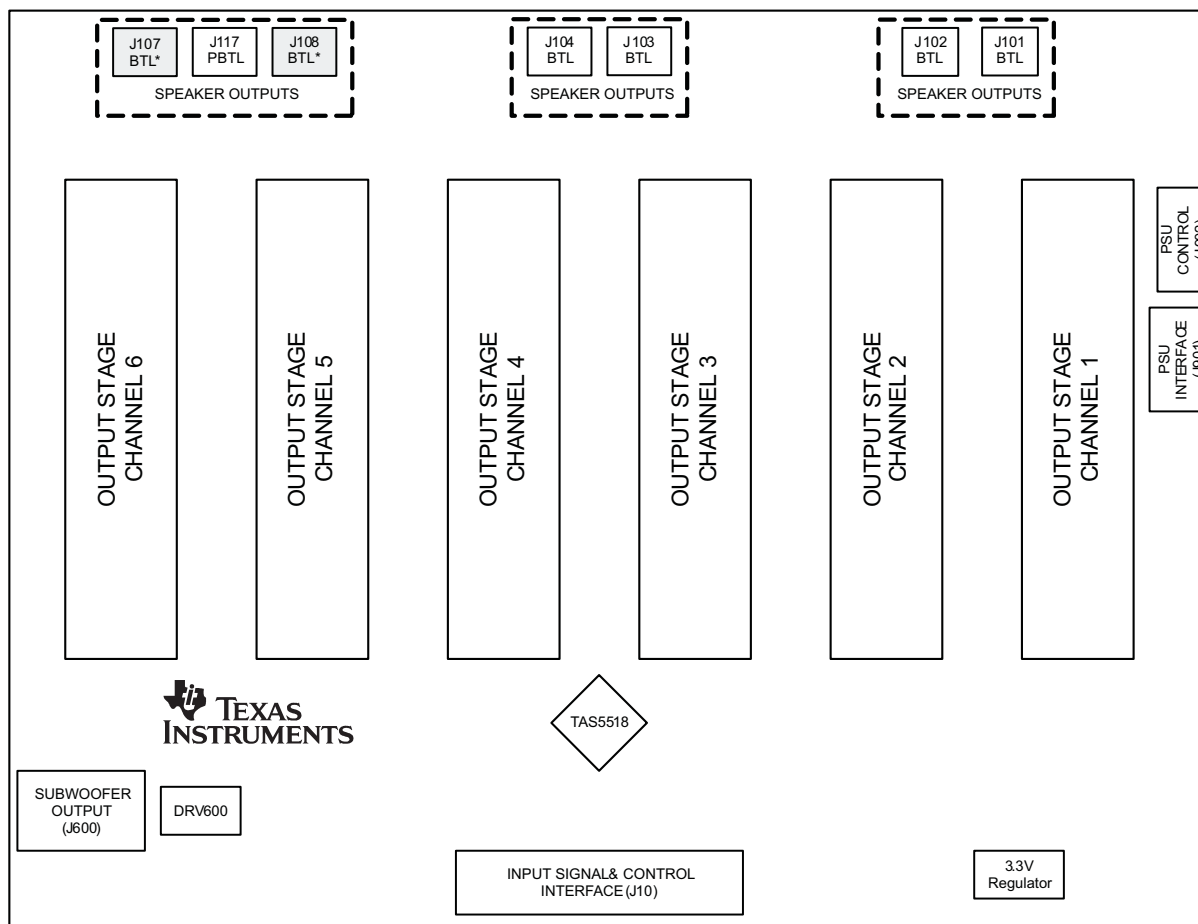 J107
BTL*
J117
PBTL
J108
BTL*
SPEAKER OUTPUTS
J104
BTL
J103
BTL
SPEAKER OUTPUTS
J102
BTL
J101
BTL
SPEAKER OUTPUTS
OUTPUT STAGE
CHANNEL 6
OUTPUT STAGE
CHANNEL 5
OUTPUT STAGE
CHANNEL 4
OUTPUT STAGE
CHANNEL 3
OUTPUT STAGE
CHANNEL 2
OUTPUT STAGE
CHANNEL 1
PSU
CONTROL
PSU
INTERFACE
TEXAS
INSTRUMENTS
TAS5518
SUBWOOFER
OUTPUT
(J600)
DRV600
INPUT SIGNAL& CONTROL
INTERFACE (J10)
3.3V
Regulator